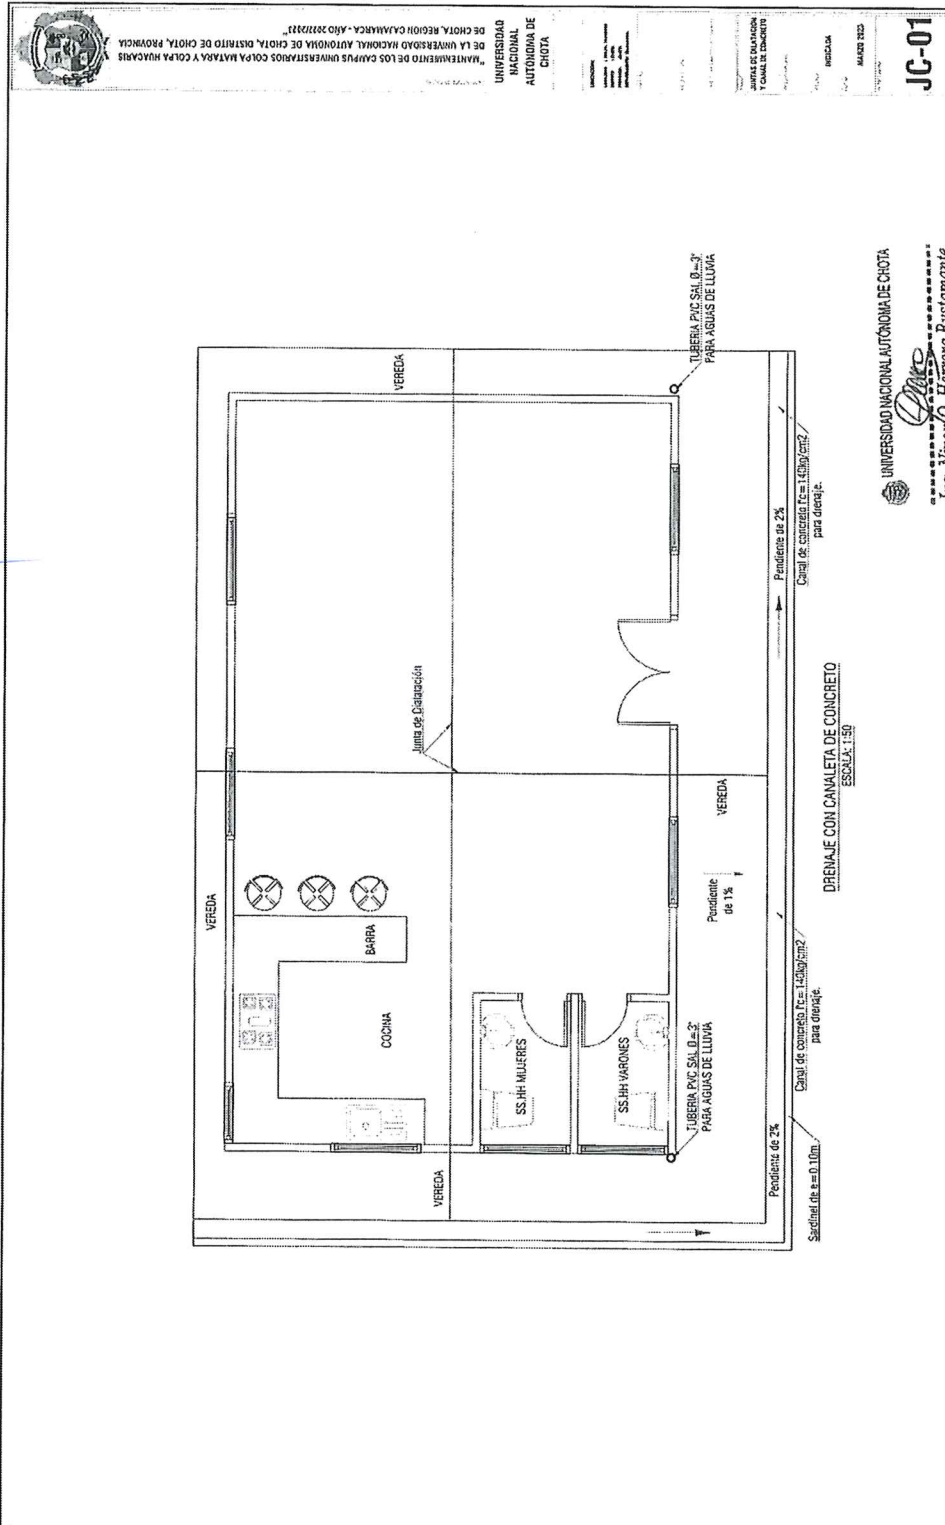 "MANTENIMIENTO DE LOS CAMPUS UNIVERSITARIOS COLPA MATARA Y COLPA HUACARIS
DE LA UNIVERSIDAD NACIONAL AUTONOMA DE CHOTA, DISTRITO DE CHOTA, PROVINCIA
DE CHOTA, REGION CAJAMARCA - AÑO 2022/2023"
UNIVERSIDAD
NACIONAL
AUTONOMA DE
CHOTA
JUNTAS DE DILATACION
Y CANAL DE CONCRETO
INDICADA
MARZO 2023
JC-01
VEREDA
VEREDA
VEREDA
VEREDA
BARRA
COCINA
Junta de Dilatación
SS.HH MUJERES
SS.HH VARONES
TUBERIA PVC SAL Ø=3"
PARA AGUAS DE LLUVIA
TUBERIA PVC SAL Ø=3"
PARA AGUAS DE LLUVIA
Pendiente
de 1%
Pendiente de 2%
Pendiente de 2%
Sardinel de e=0.10m
Canal de concreto f'c=140kg/cm2
para drenaje.
Canal de concreto f'c=140kg/cm2
para drenaje.
DRENAJE CON CANALETA DE CONCRETO
ESCALA: 1:50
UNIVERSIDAD NACIONAL AUTÓNOMA DE CHOTA
Herrera Bustamante